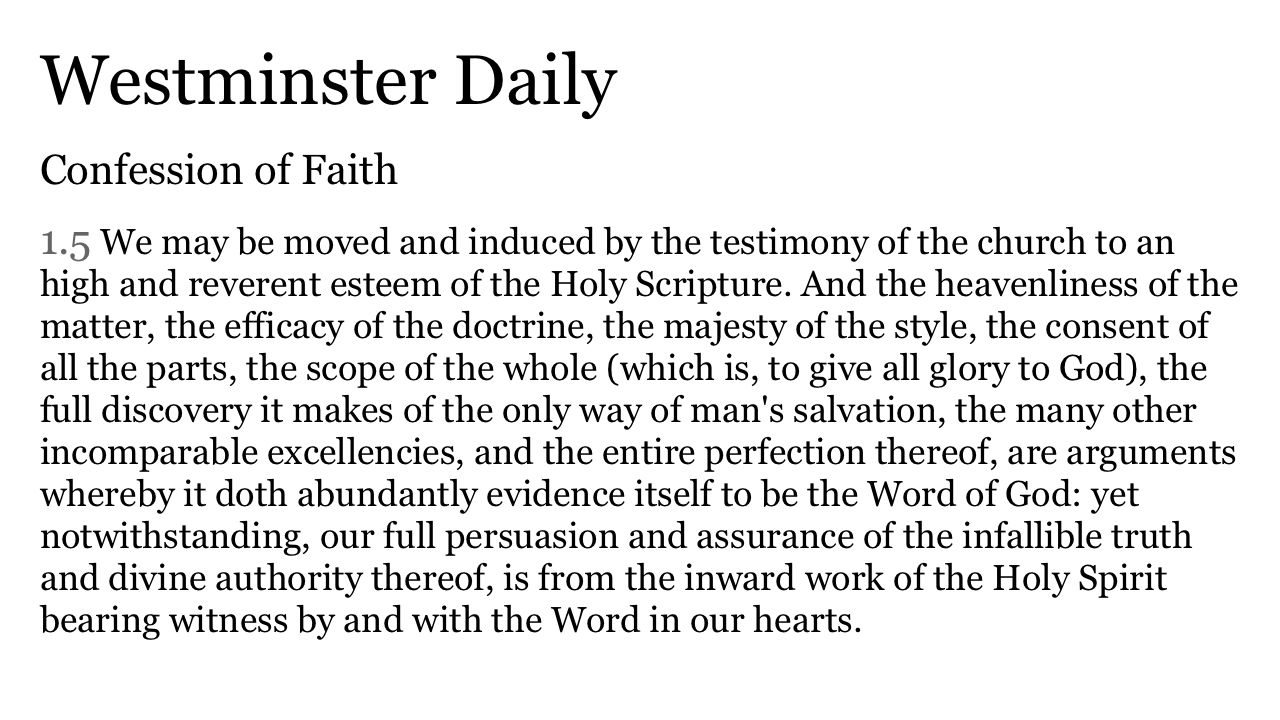 Westminster Daily
Confession of Faith
1.5 We may be moved and induced by the testimony of the church to an
high and reverent esteem of the Holy Scripture. And the heavenliness of the
matter, the efficacy of the doctrine, the majesty of the style, the consent of
all the parts, the scope of the whole (which is, to give all glory to God), the
full discovery it makes of the only way of man's salvation, the many other
incomparable excellencies, and the entire perfection thereof, are arguments
whereby it doth abundantly evidence itself to be the Word of God: yet
notwithstanding, our full persuasion and assurance of the infallible truth
and divine authority thereof, is from the inward work of the Holy Spirit
bearing witness by and with the Word in our hearts.